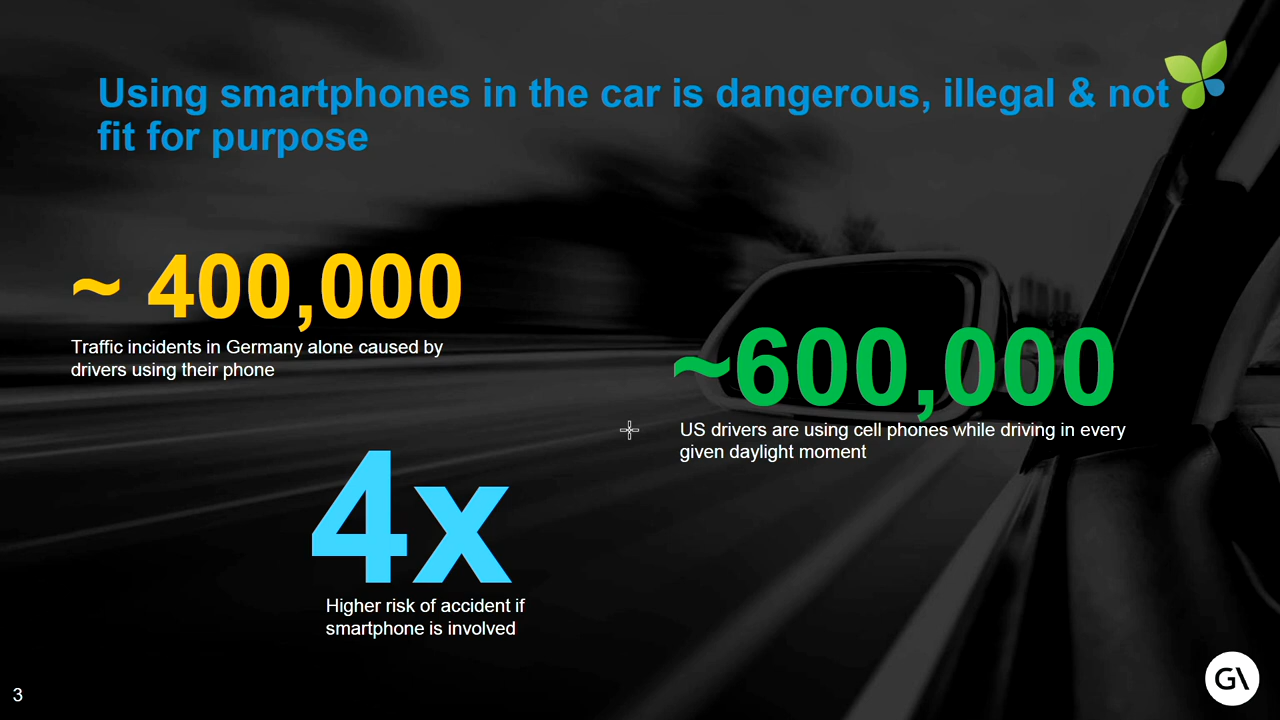 Using smartphones in the car is dangerous, illegal & not
fit for purpose
~ 400,000
Traffic incidents in Germany alone caused by
drivers using their phone
~600,000
US drivers are using cell phones while driving in every
given daylight moment
4x
Higher risk of accident if
smartphone is involved
3
G\